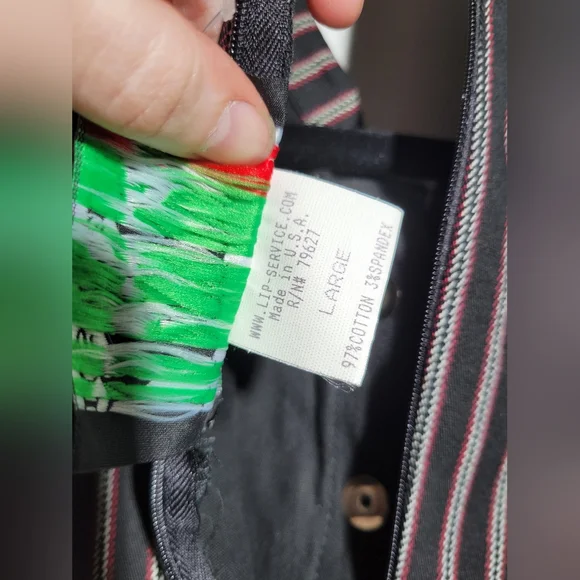 WWW.LIP-SERVICE.COM
Made in U.S.A.
R/N# 79627
LARGE
97%COTTON 3%SPANDEX